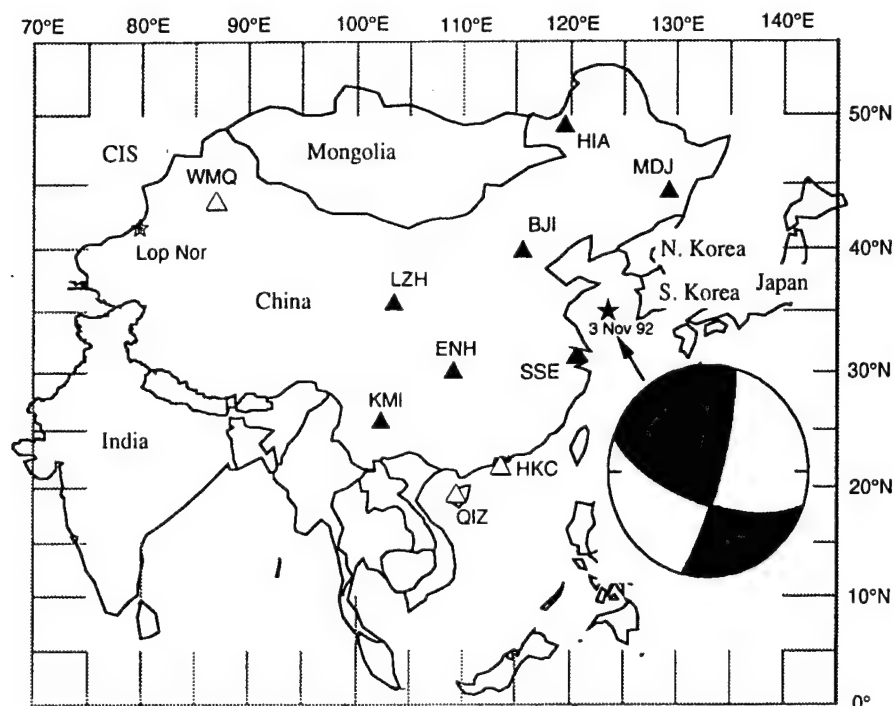 70°E 80°E 90°E 100°E 110°E 120°E 130°E 140°E
50°N
HIA
CIS
Mongolia
WMQ
MDJ
BJI
40°N
Lop Nor
N. Korea
LZH
S. Korea
Japan
China
3 Nov 92
ENH
SSE
30°N
KMI
India
HKC
20°N
QIZ
10°N
0°